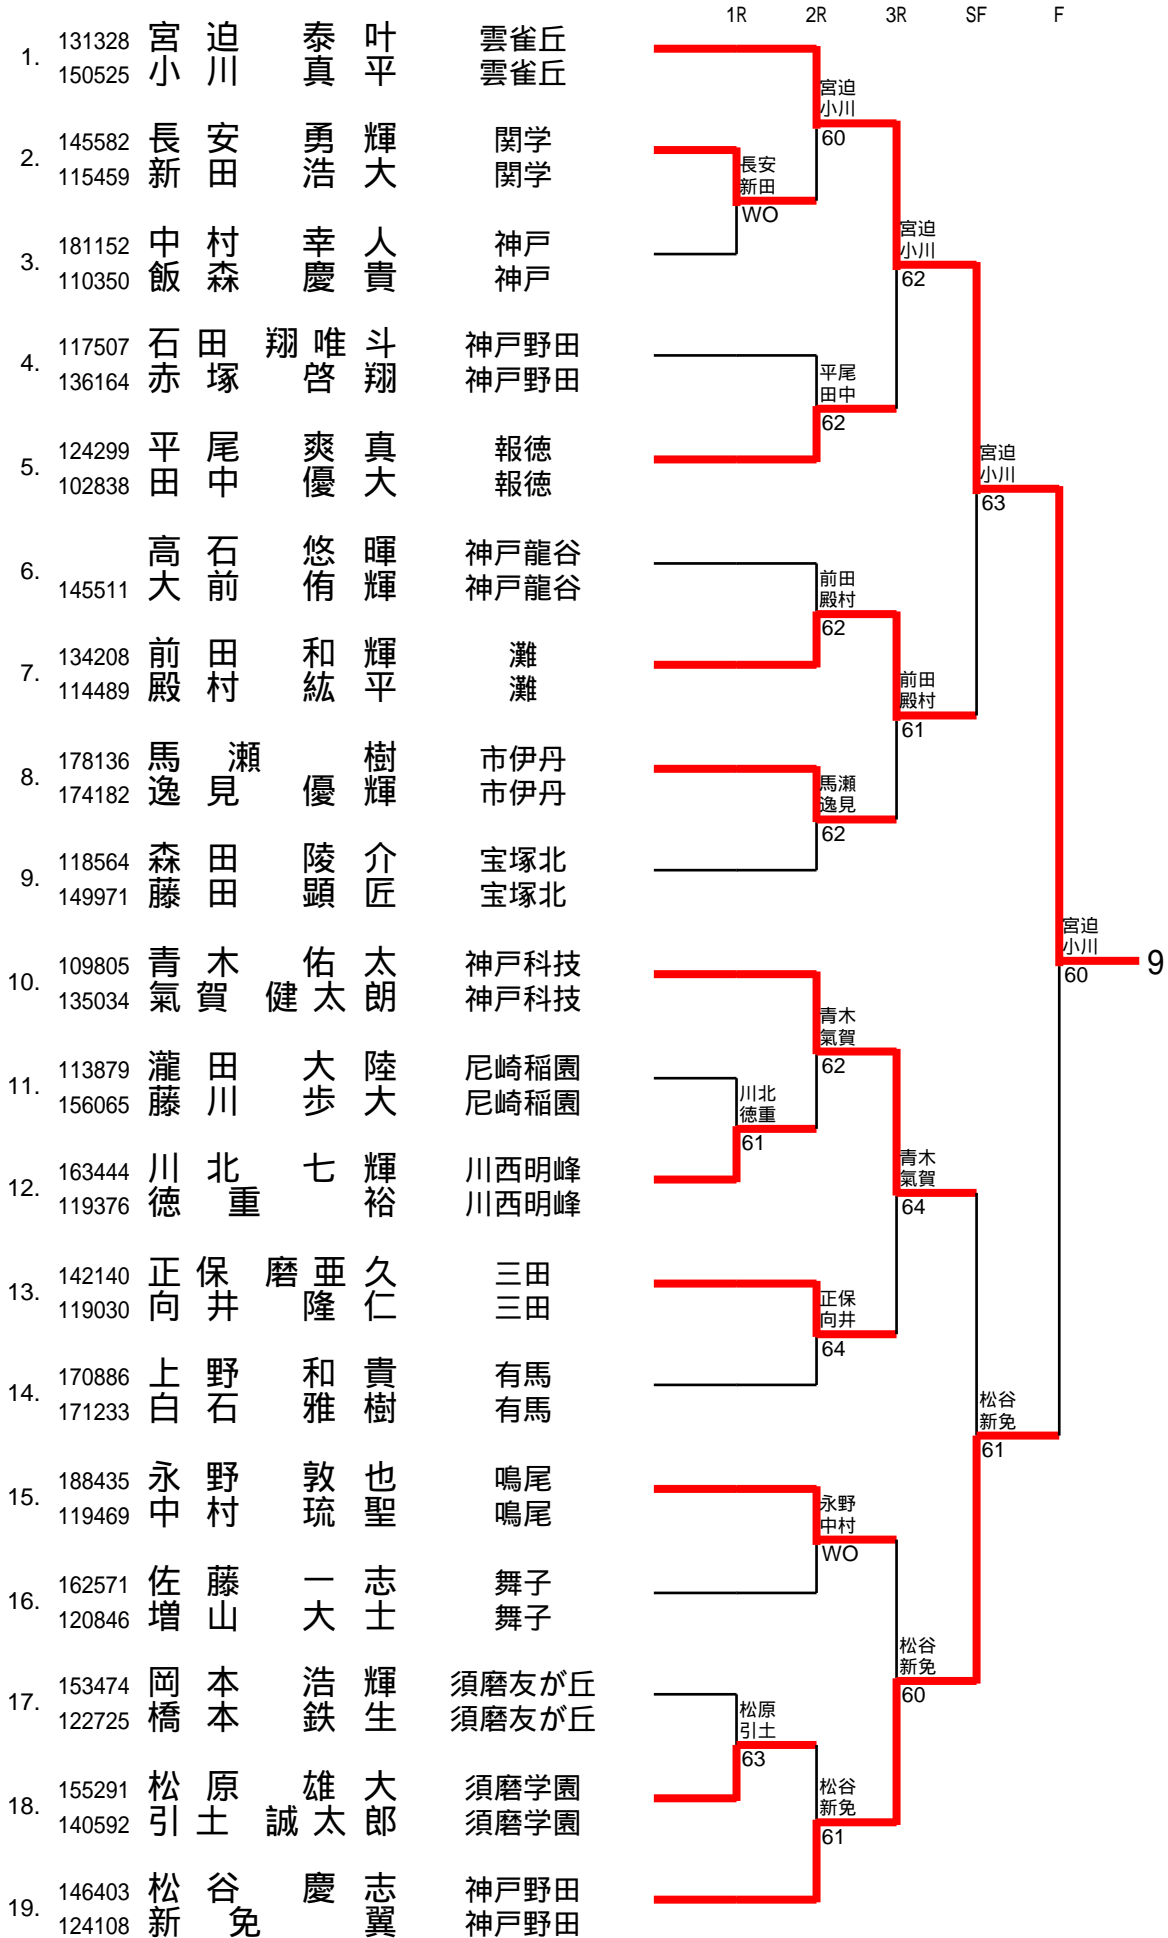 1R 2R 3R SF F
1. 131328 宮迫 泰叶 雲雀丘
150525 小川 真平 雲雀丘
2. 145582 長安 勇輝 関学
115459 新田 浩大 関学
3. 181152 中村 幸人 神戸
110350 飯森 慶貴 神戸
4. 117507 石田 翔唯斗 神戸野田
136164 赤塚 啓翔 神戸野田
5. 124299 平尾 爽真 報徳
102838 田中 優大 報徳
6. 高石 悠暉 神戸龍谷
145511 大前 侑輝 神戸龍谷
7. 134208 前田 和輝 灘
114489 殿村 紘平 灘
8. 178136 馬瀬 樹 市伊丹
174182 逸見 優輝 市伊丹
9. 118564 森田 陵介 宝塚北
149971 藤田 顕匠 宝塚北
10. 109805 青木 佑太 神戸科技
135034 氣賀 健太朗 神戸科技
11. 113879 瀧田 大陸 尼崎稲園
156065 藤川 歩大 尼崎稲園
12. 163444 川北 七輝 川西明峰
119376 徳重 裕 川西明峰
13. 142140 正保 磨亜久 三田
119030 向井 隆仁 三田
14. 170886 上野 和貴 有馬
171233 白石 雅樹 有馬
15. 188435 永野 敦也 鳴尾
119469 中村 琉聖 鳴尾
16. 162571 佐藤 一志 舞子
120846 増山 大士 舞子
17. 153474 岡本 浩輝 須磨友が丘
122725 橋本 鉄生 須磨友が丘
18. 155291 松原 雄大 須磨学園
140592 引土 誠太郎 須磨学園
19. 146403 松谷 慶志 神戸野田
124108 新免 翼 神戸野田
長安
新田
WO
川北
徳重
61
松原
引土
63
宮迫
小川
60
平尾
田中
62
前田
殿村
62
馬瀬
逸見
62
青木
氣賀
62
正保
向井
64
永野
中村
WO
松谷
新免
61
宮迫
小川
62
前田
殿村
61
青木
氣賀
64
松谷
新免
60
宮迫
小川
63
松谷
新免
61
宮迫
小川
60
9